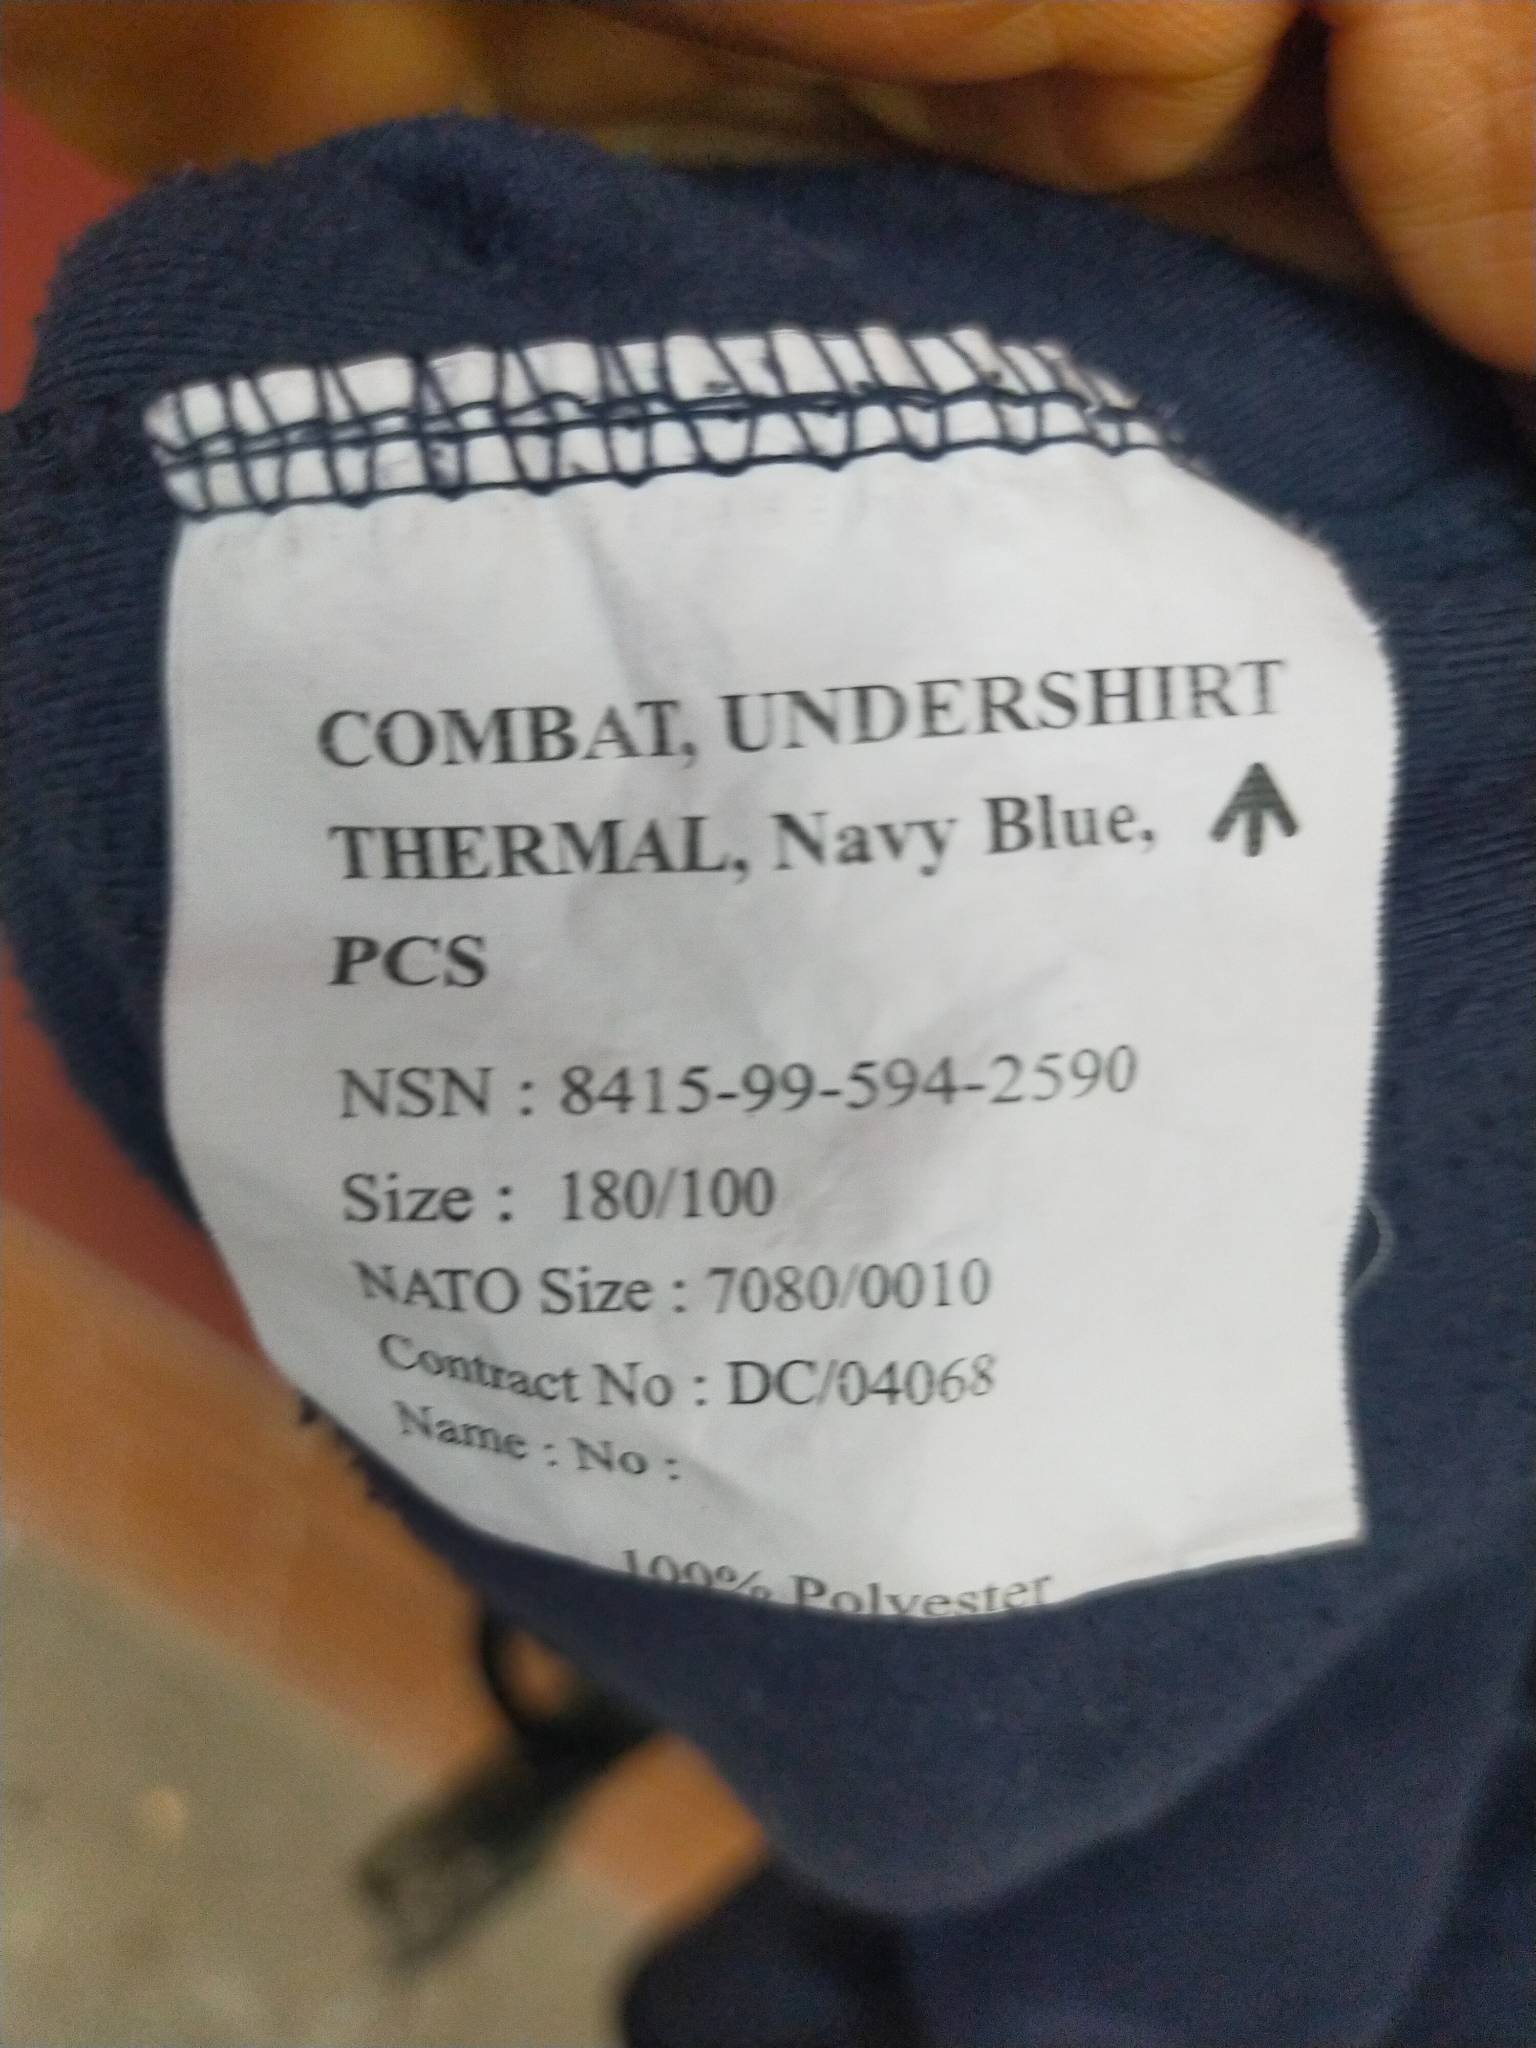 COMBAT, UNDERSHIRT
THERMAL, Navy Blue,
PCS
NSN : 8415-99-594-2590
Size : 180/100
NATO Size : 7080/0010
Contract No : DC/04068
Name : No :
100% Polyester